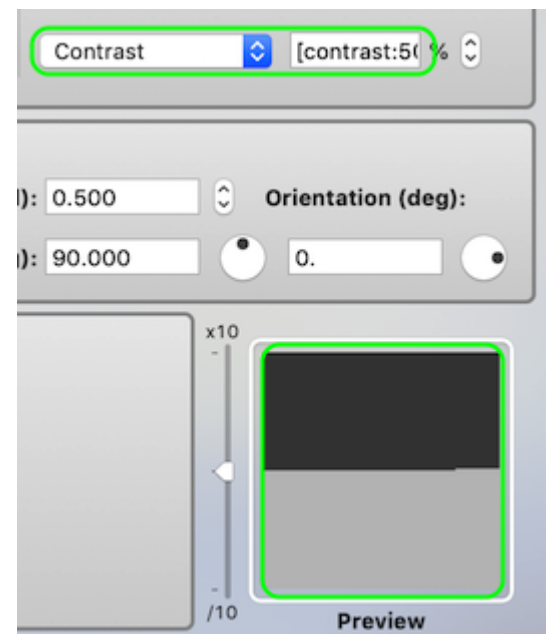 Contrast [contrast:5( %
l): 0.500 Orientation (deg):
g): 90.000 0.
x10
/10
Preview